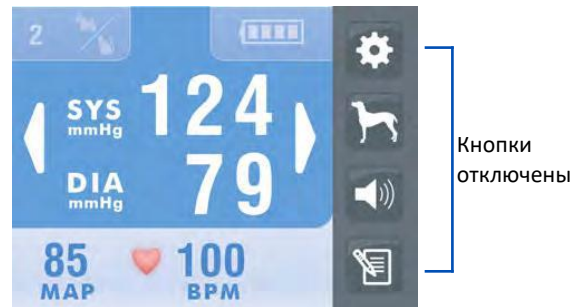 2
SYS 124
mmHg
DIA 79
mmHg
85 100
MAP BPM
Кнопки
отключены